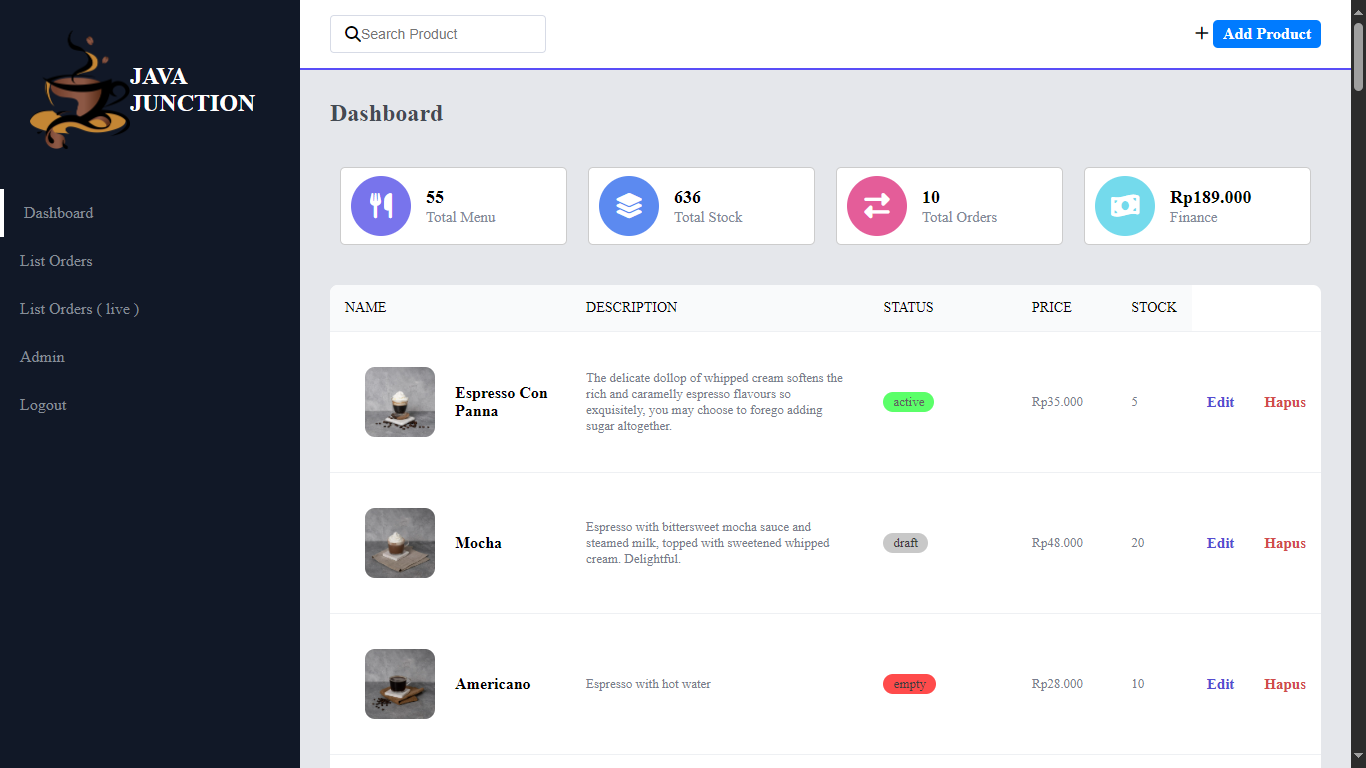 JAVA
JUNCTION
Search Product
+ Add Product
Dashboard
List Orders
List Orders ( live )
Admin
Logout
Dashboard
55
Total Menu
636
Total Stock
10
Total Orders
Rp189.000
Finance
NAME DESCRIPTION STATUS PRICE STOCK
Espresso Con
Panna
The delicate dollop of whipped cream softens the
rich and caramelly espresso flavours so
exquisitely, you may choose to forego adding
sugar altogether.
active
Rp35.000
5
Edit
Hapus
Mocha
Espresso with bittersweet mocha sauce and
steamed milk, topped with sweetened whipped
cream. Delightful.
draft
Rp48.000
20
Edit
Hapus
Americano
Espresso with hot water
empty
Rp28.000
10
Edit
Hapus